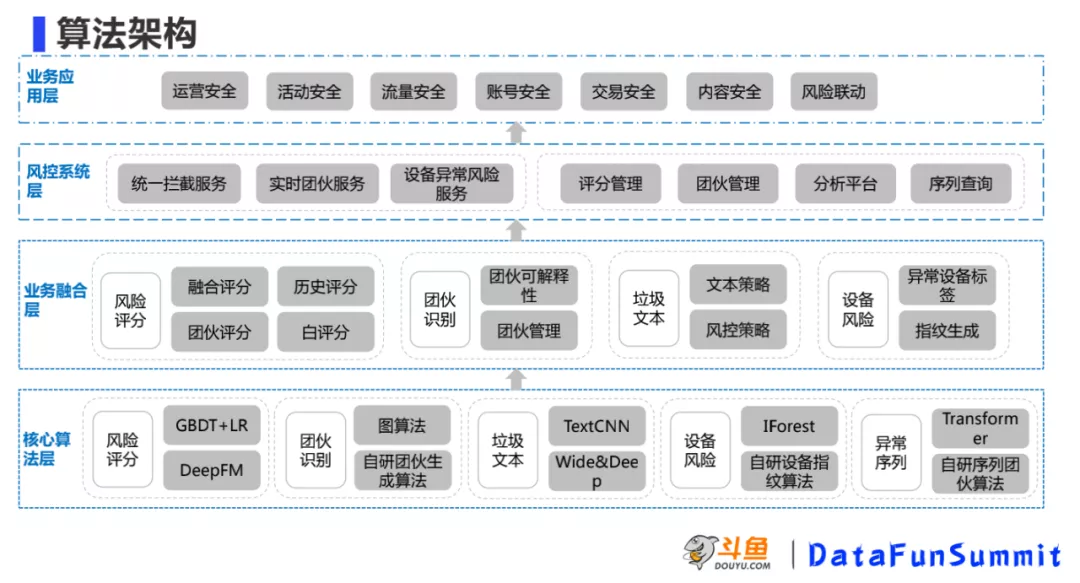 算法架构
业务应
用层
运营安全 活动安全 流量安全 账号安全 交易安全 内容安全 风险联动
风控系统
层
统一拦截服务 实时团伙服务
设备异常风险
服务
评分管理 团伙管理 分析平台 序列查询
业务融合
层
风险
评分
融合评分 历史评分
团伙评分 白评分
团伙
识别
团伙可解释
性
团伙管理
垃圾
文本
文本策略
风控策略
设备
风险
异常设备标
签
指纹生成
核心算
法层
风险
评分
GBDT+LR
DeepFM
团伙
识别
图算法
自研团伙生
成算法
垃圾
文本
TextCNN
Wide&Dee
p
设备
风险
IForest
自研设备指
纹算法
异常
序列
Transform
er
自研序列团
伙算法
斗鱼
DOUYU.COM
DataFunSummit